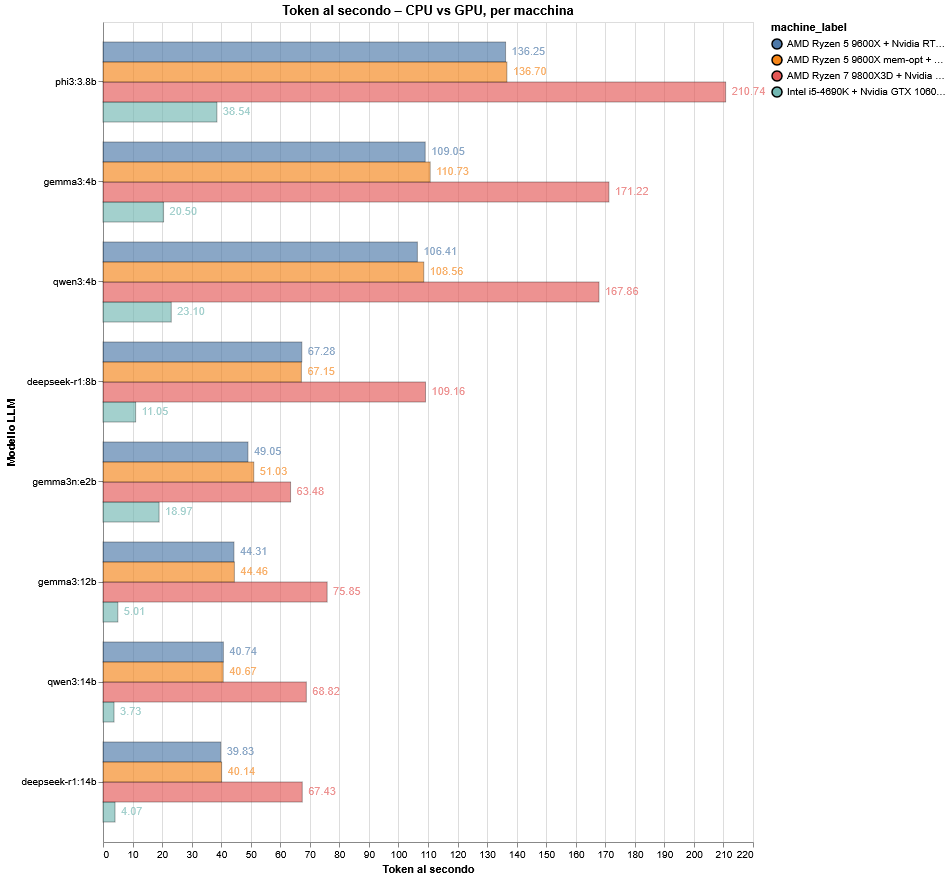 Token al secondo – CPU vs GPU, per macchina
machine_label
AMD Ryzen 5 9600X + Nvidia RT…
AMD Ryzen 5 9600X mem-opt + …
AMD Ryzen 7 9800X3D + Nvidia …
Intel i5-4690K + Nvidia GTX 1060…
Modello LLM
phi3:3.8b
136.25
136.70
210.74
38.54
gemma3:4b
109.05
110.73
171.22
20.50
qwen3:4b
106.41
108.56
167.86
23.10
deepseek-r1:8b
67.28
67.15
109.16
11.05
gemma3n:e2b
49.05
51.03
63.48
18.97
gemma3:12b
44.31
44.46
75.85
5.01
qwen3:14b
40.74
40.67
68.82
3.73
deepseek-r1:14b
39.83
40.14
67.43
4.07
0 10 20 30 40 50 60 70 80 90 100 110 120 130 140 150 160 170 180 190 200 210 220
Token al secondo